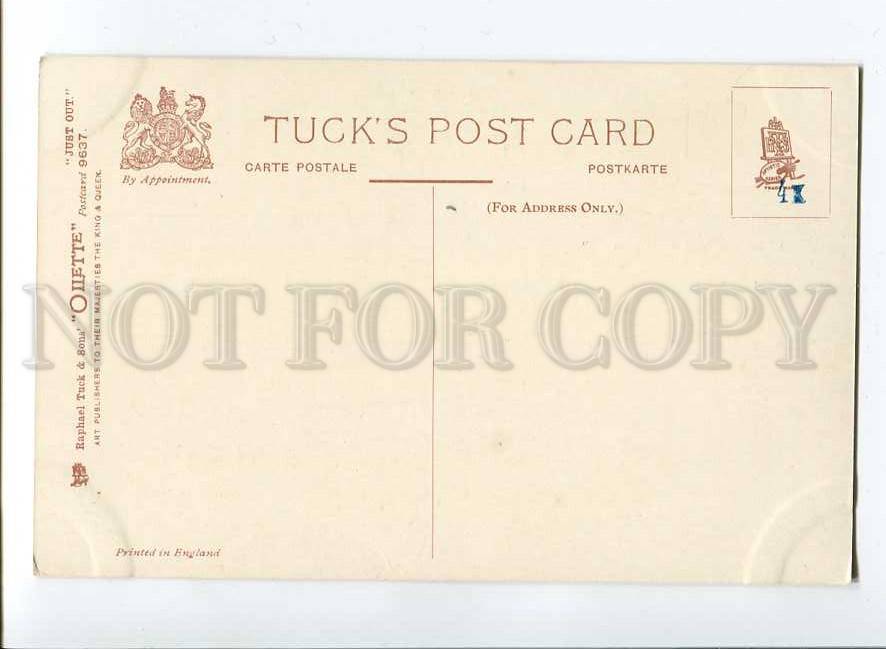 TUCK'S POST CARD
CARTE POSTALE
POSTKARTE
By Appointment.
(FOR ADDRESS ONLY.)
"JUST OUT."
Raphael Tuck & Sons' "OILETTE" Postcard 9637.
ART PUBLISHERS TO THEIR MAJESTIES THE KING & QUEEN.
NOT FOR COPY
Printed in England